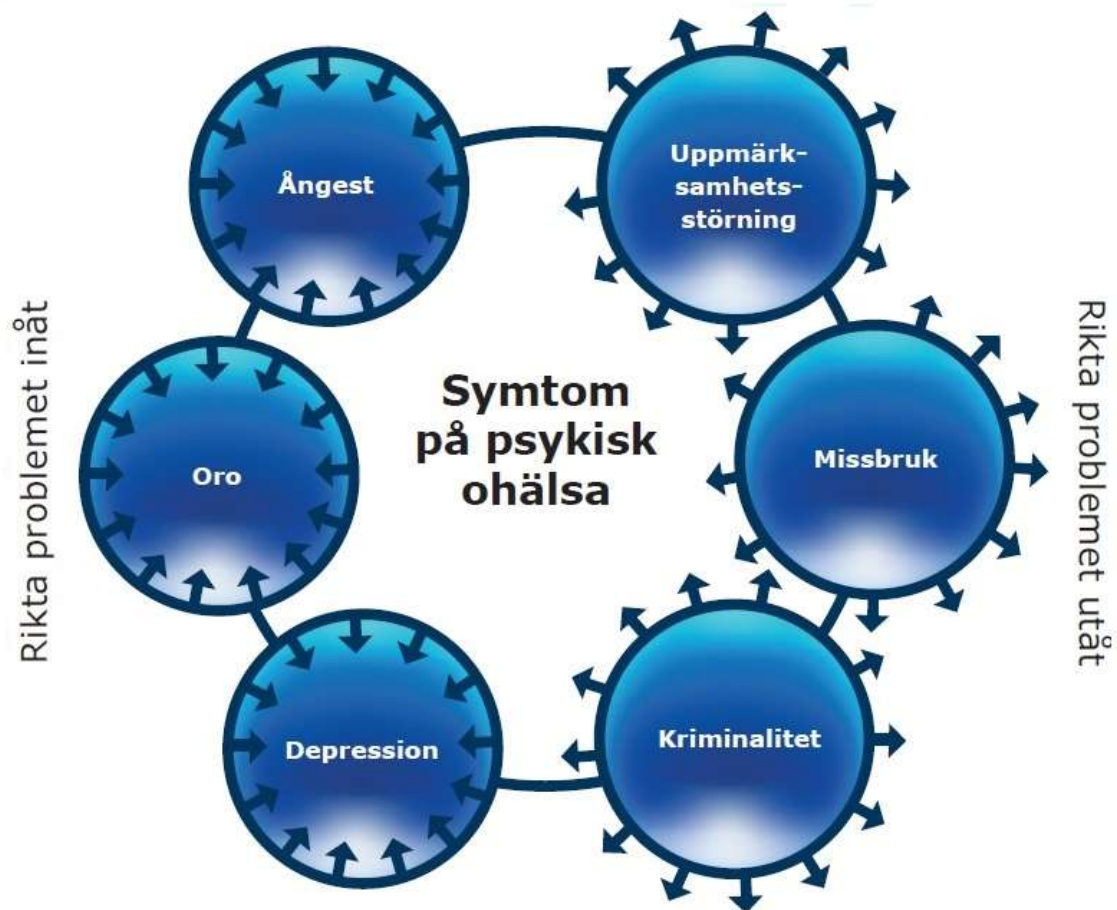 Ångest
Uppmärk-
samhets-
störning
Rikta problemet inåt
Symtom
på psykisk
ohälsa
Rikta problemet utåt
Oro
Missbruk
Depression
Kriminalitet